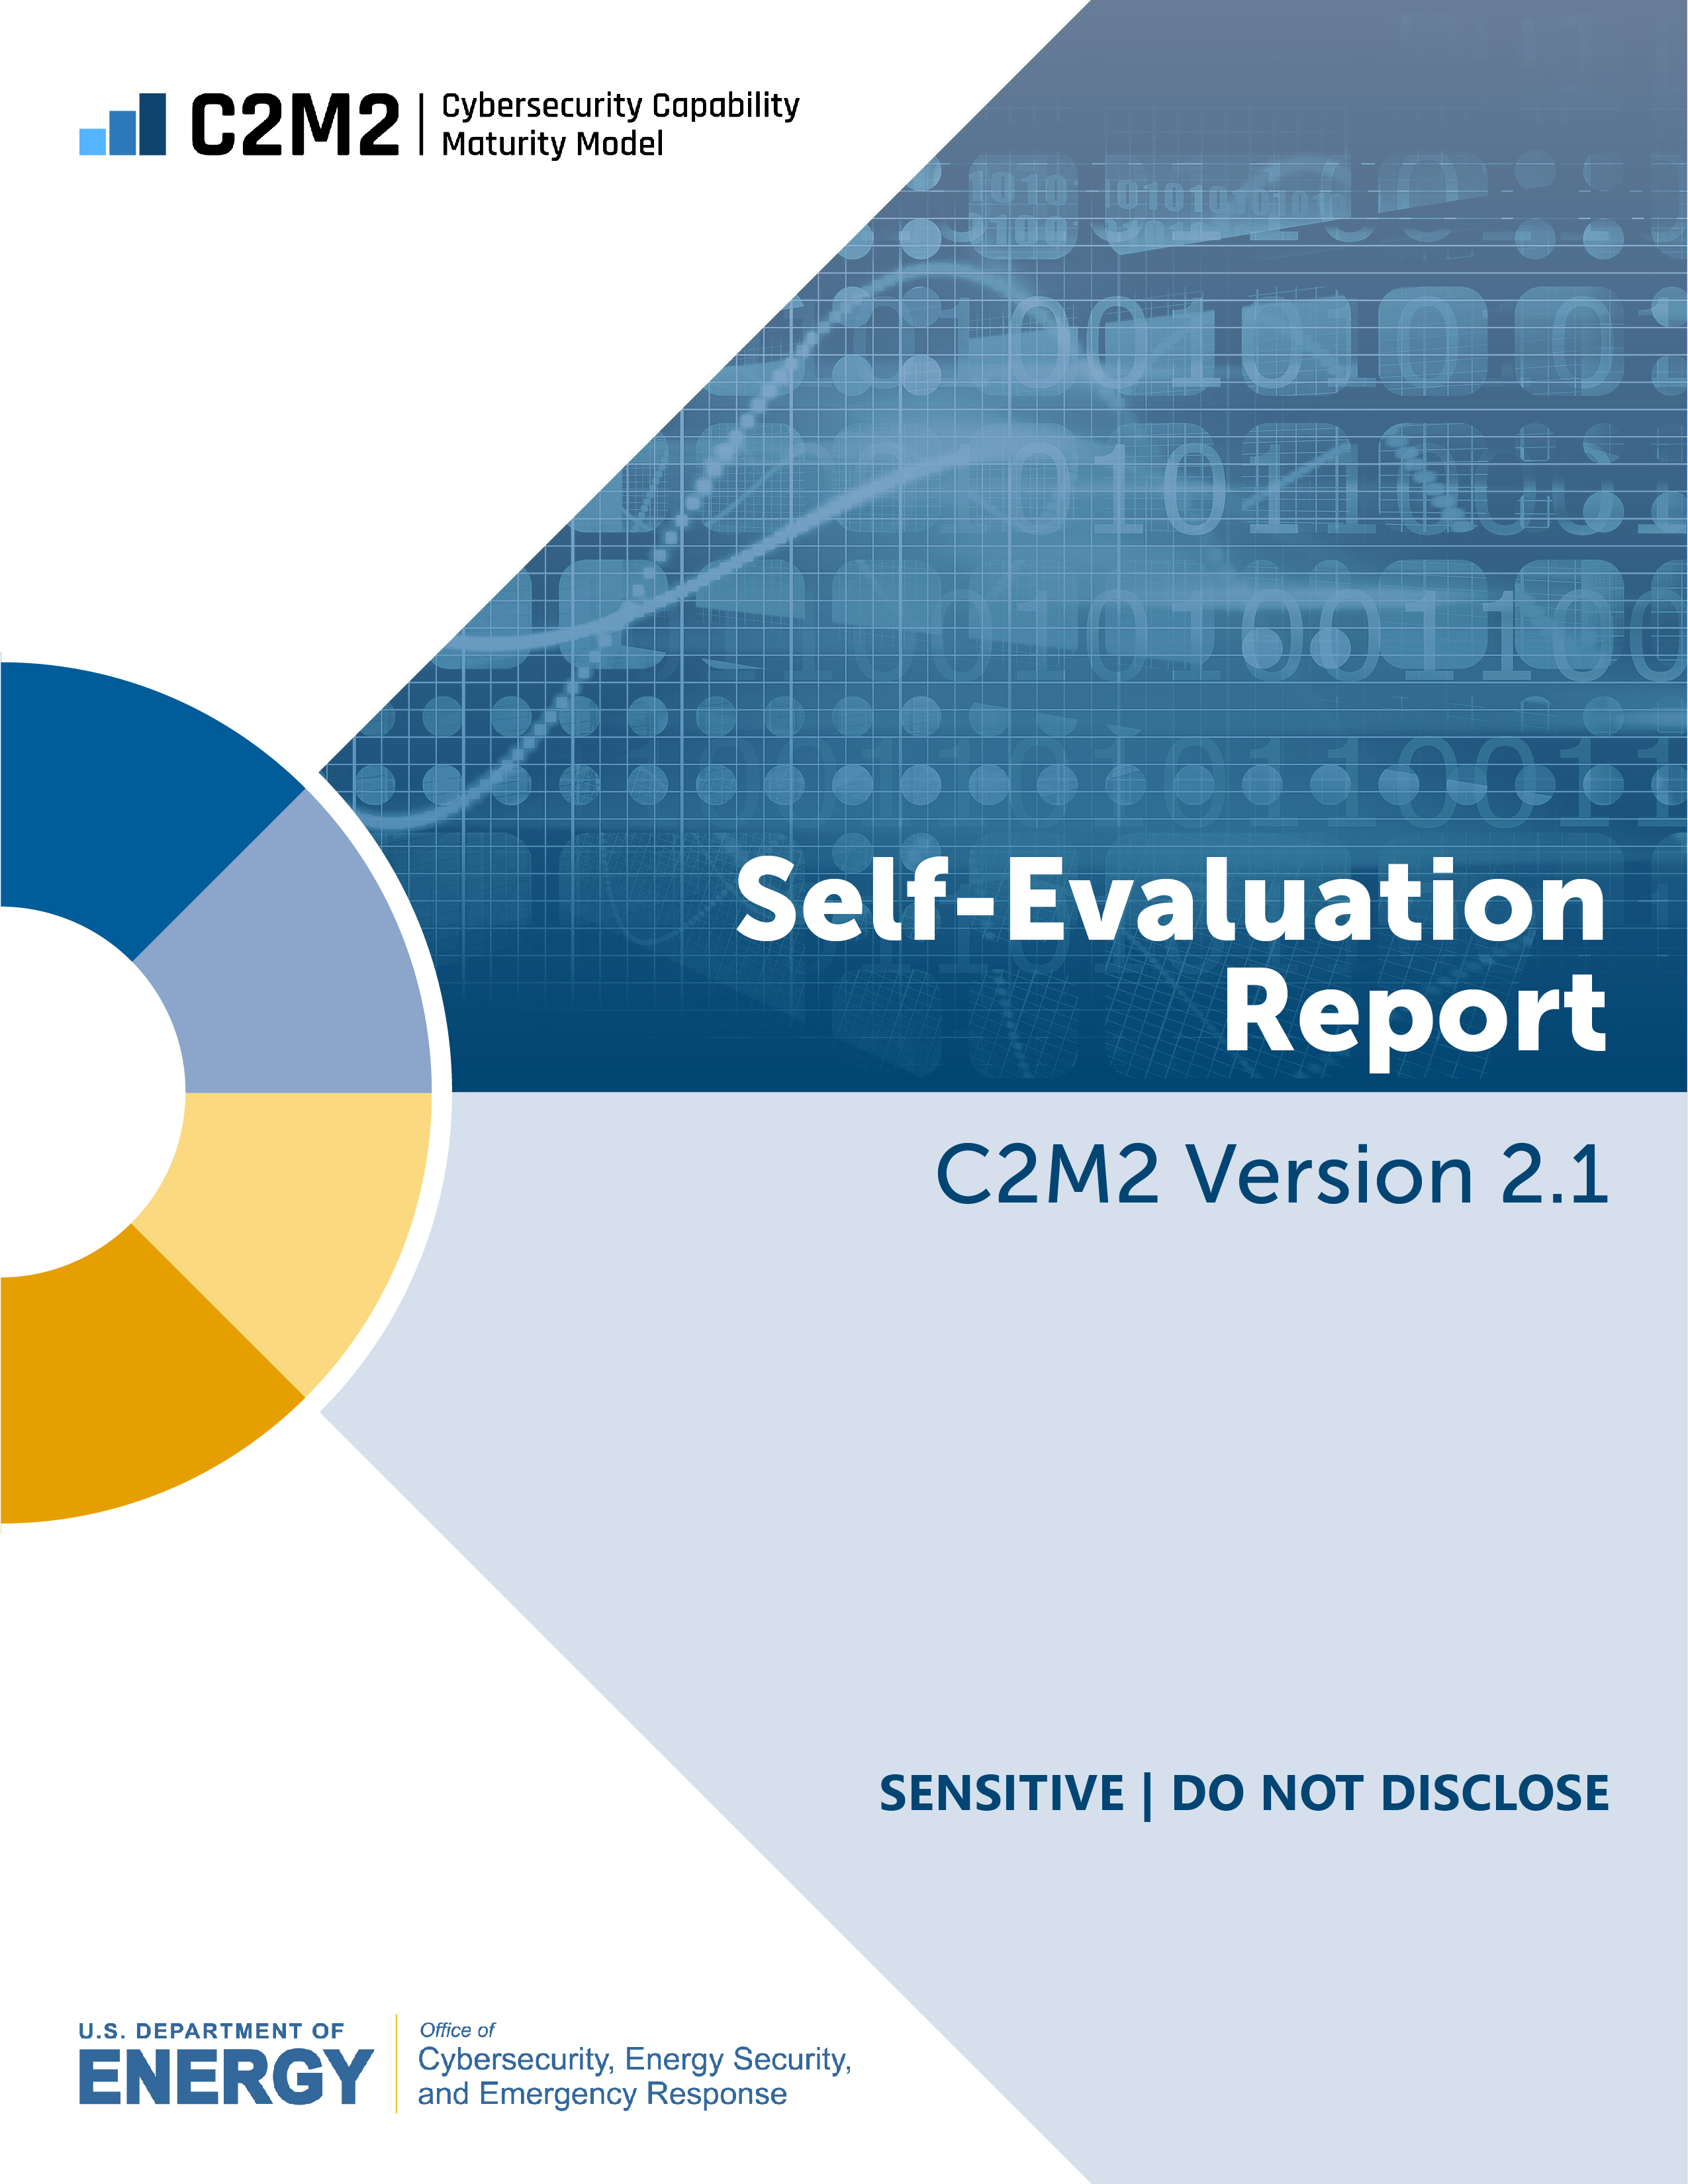 C2M2
Cybersecurity Capability
Maturity Model
Self-Evaluation
Report
C2M2 Version 2.1
SENSITIVE | DO NOT DISCLOSE
U.S. DEPARTMENT OF
ENERGY
Office of
Cybersecurity, Energy Security,
and Emergency Response